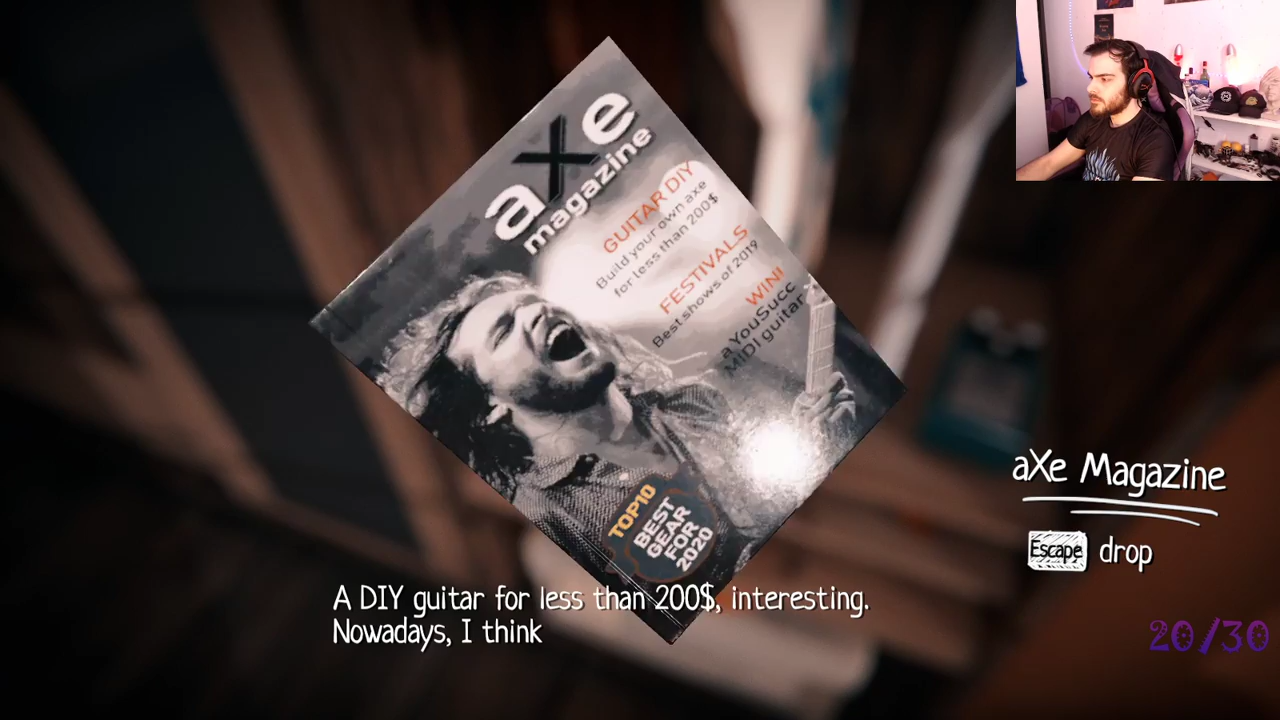 aXe
magazine
GUITAR DIY
Build your own axe
for less than 200$
FESTIVALS
Best shows of 2019
WIN!
a YouSucc
MIDI guitar
TOP10
BEST
GEAR
FOR
2020
aXe Magazine
Escape drop
A DIY guitar for less than 200$, interesting.
Nowadays, I think
20/30